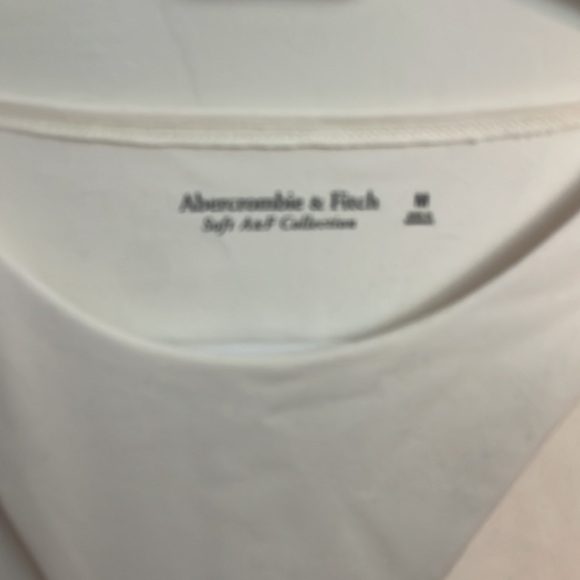 Abercrombie & Fitch
Soft A&F Collection
M